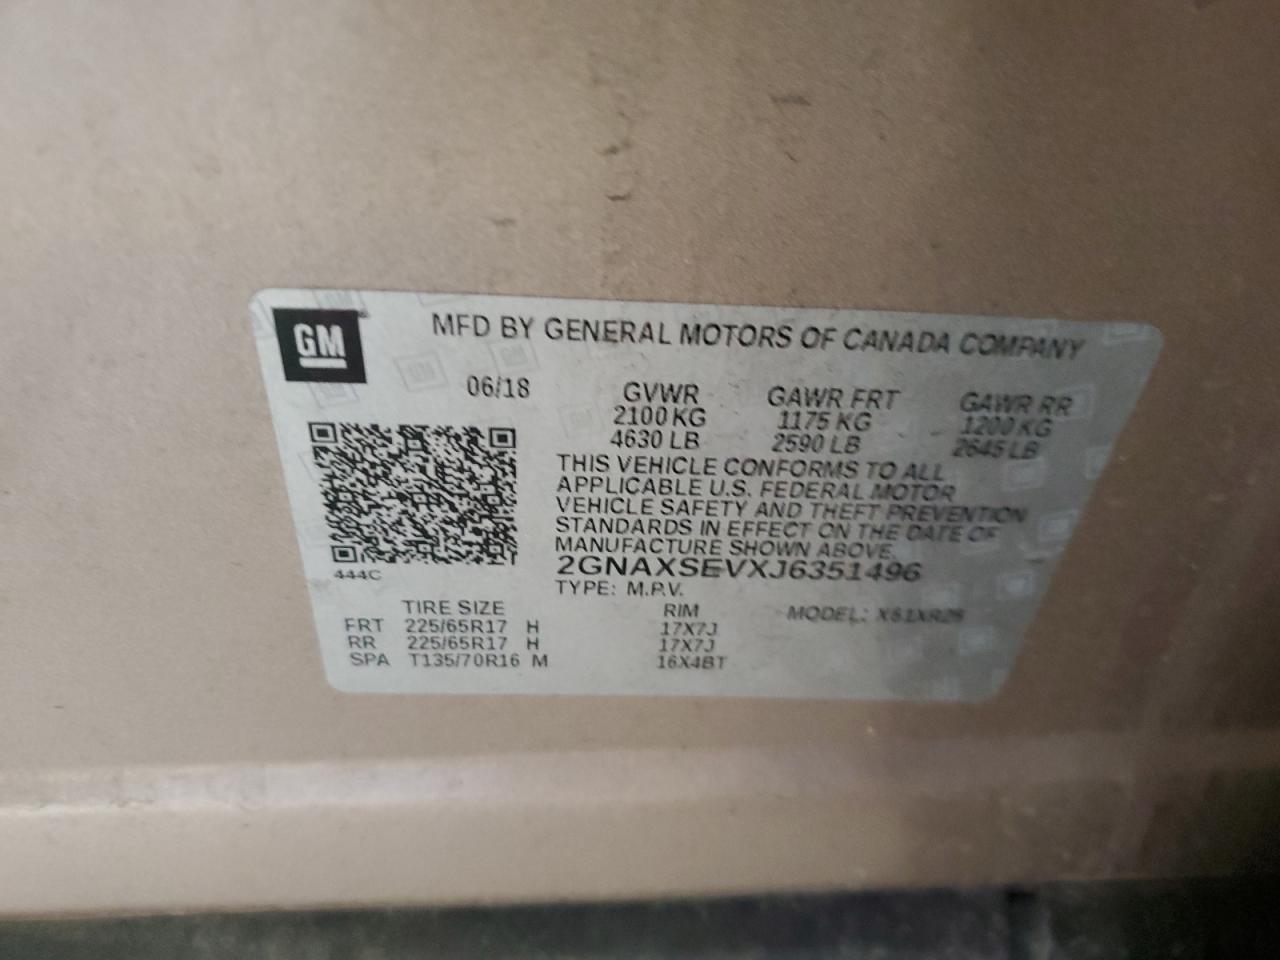 GM
MFD BY GENERAL MOTORS OF CANADA COMPANY
06/18 GVWR GAWR FRT GAWR RR
2100 KG 1175 KG 1200 KG
4630 LB 2590 LB 2645 LB
THIS VEHICLE CONFORMS TO ALL
APPLICABLE U.S. FEDERAL MOTOR
VEHICLE SAFETY AND THEFT PREVENTION
STANDARDS IN EFFECT ON THE DATE OF
MANUFACTURE SHOWN ABOVE.
2GNAXSEVXJ6351496
444C
TYPE: M.P.V.
TIRE SIZE RIM MODEL:
FRT 225/65R17 H 17X7J
RR 225/65R17 H 17X7J
SPA T135/70R16 M 16X4BT